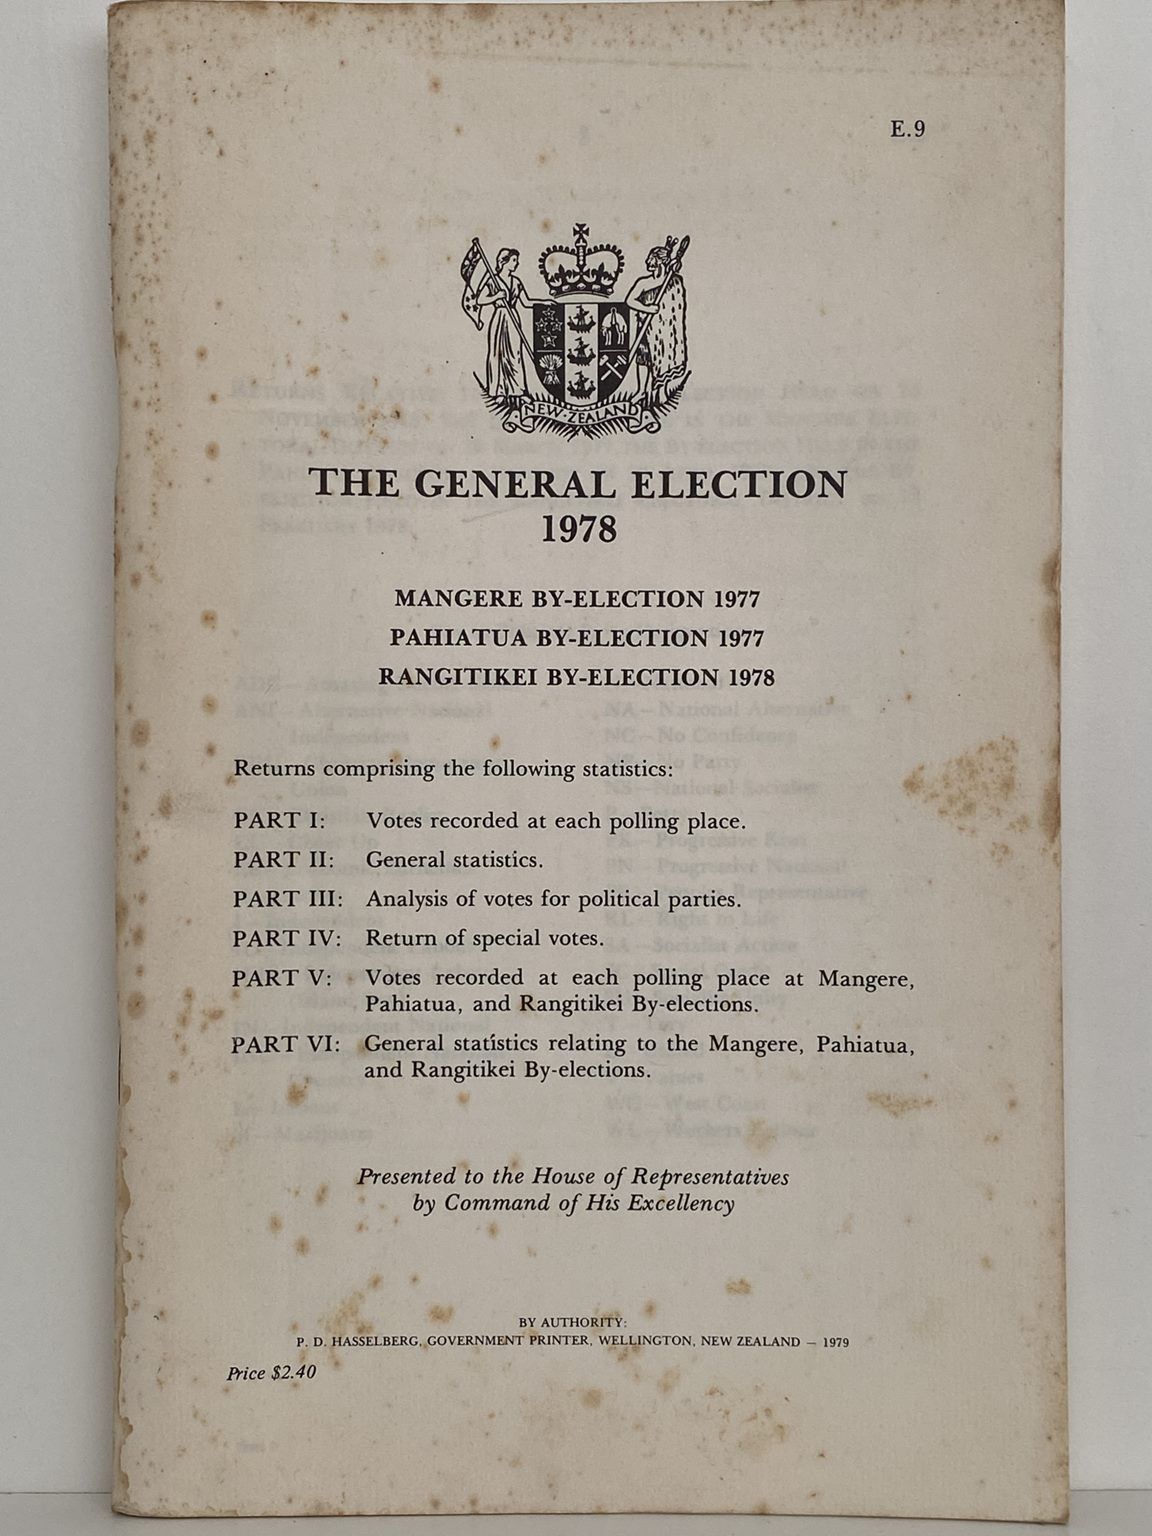 E.9
NEW ZEALAND
THE GENERAL ELECTION
1978
MANGERE BY-ELECTION 1977
PAHIATUA BY-ELECTION 1977
RANGITIKEI BY-ELECTION 1978
Returns comprising the following statistics:
PART I: Votes recorded at each polling place.
PART II: General statistics.
PART III: Analysis of votes for political parties.
PART IV: Return of special votes.
PART V: Votes recorded at each polling place at Mangere,
Pahiatua, and Rangitikei By-elections.
PART VI: General statistics relating to the Mangere, Pahiatua,
and Rangitikei By-elections.
Presented to the House of Representatives
by Command of His Excellency
BY AUTHORITY:
P. D. HASSELBERG, GOVERNMENT PRINTER, WELLINGTON, NEW ZEALAND — 1979
Price $2.40